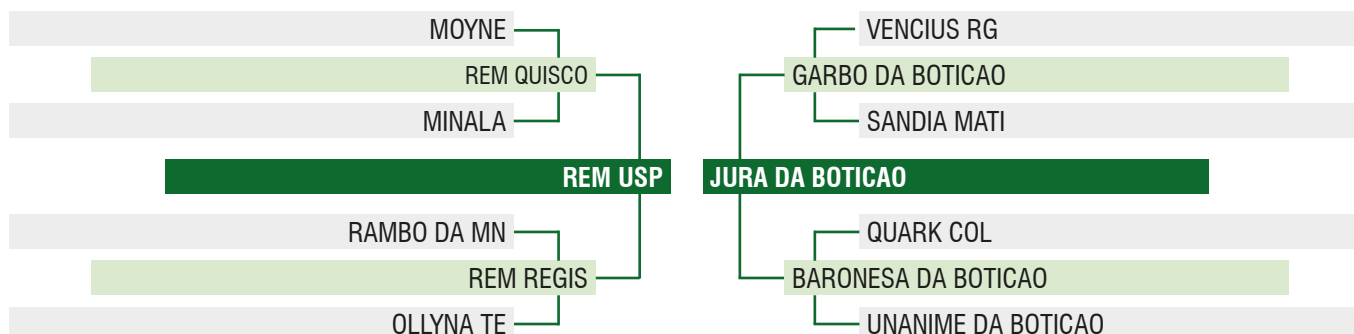 MOYNE
REM QUISCO
MINALA
REM USP
RAMBO DA MN
REM REGIS
OLLYNA TE
VENCIUS RG
GARBO DA BOTICAO
SANDIA MATI
JURA DA BOTICAO
QUARK COL
BARONESA DA BOTICAO
UNANIME DA BOTICAO